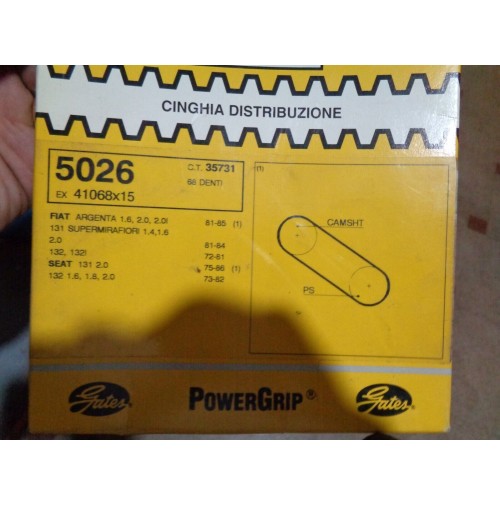 CINGHIA DISTRIBUZIONE
5026
C.T. 35731
EX 41068x15
66 DENTI
FIAT ARGENTA 1.6, 2.0, 2.0i 81-85 (1)
131 SUPERMIRAFIORI 1.4,1.6
2.0 81-84
132, 132i 72-81
SEAT 131 2.0 75-86 (1)
132 1.6, 1.8, 2.0 73-82
(1)
CAMSHT
PS
Gates
POWERGRIP®
Gates